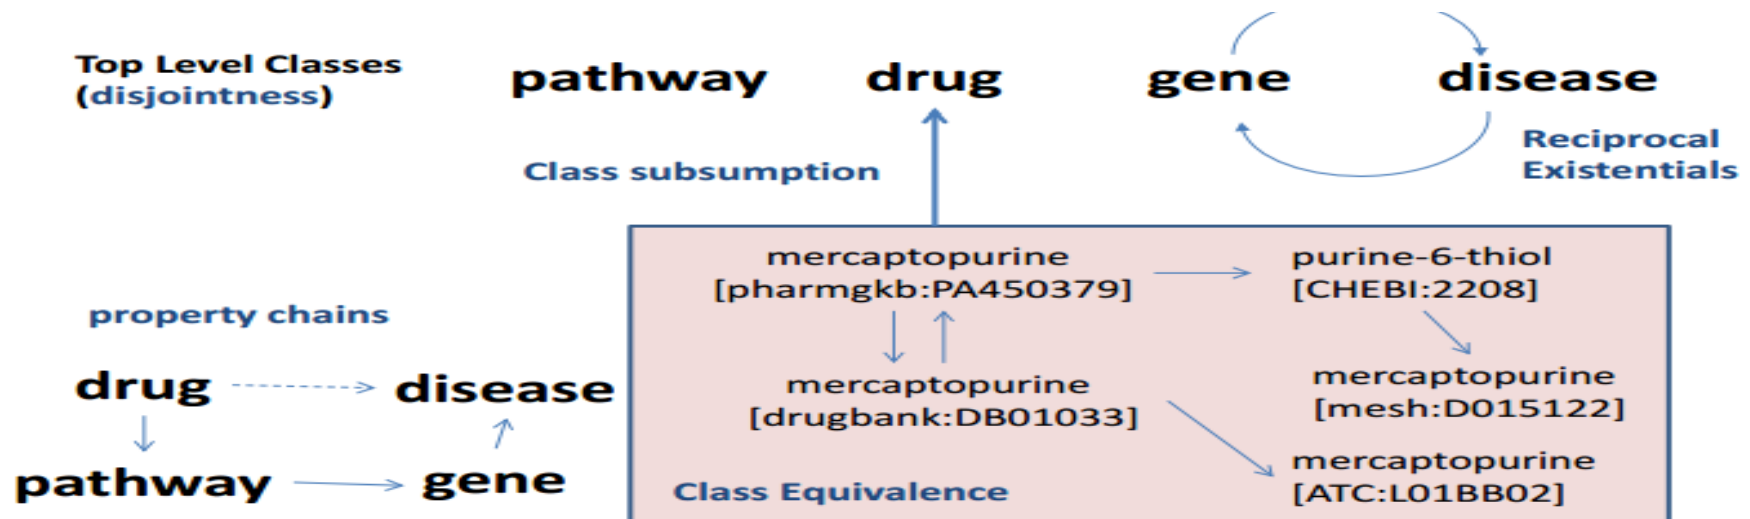 Top Level Classes
(disjointness)
pathway
drug
gene
disease
Class subsumption
Reciprocal
Existentials
mercaptopurine
[pharmgkb:PA450379]
purine-6-thiol
[CHEBI:2208]
property chains
drug
disease
pathway
gene
mercaptopurine
[drugbank:DB01033]
mercaptopurine
[mesh:D015122]
mercaptopurine
[ATC:L01BB02]
Class Equivalence